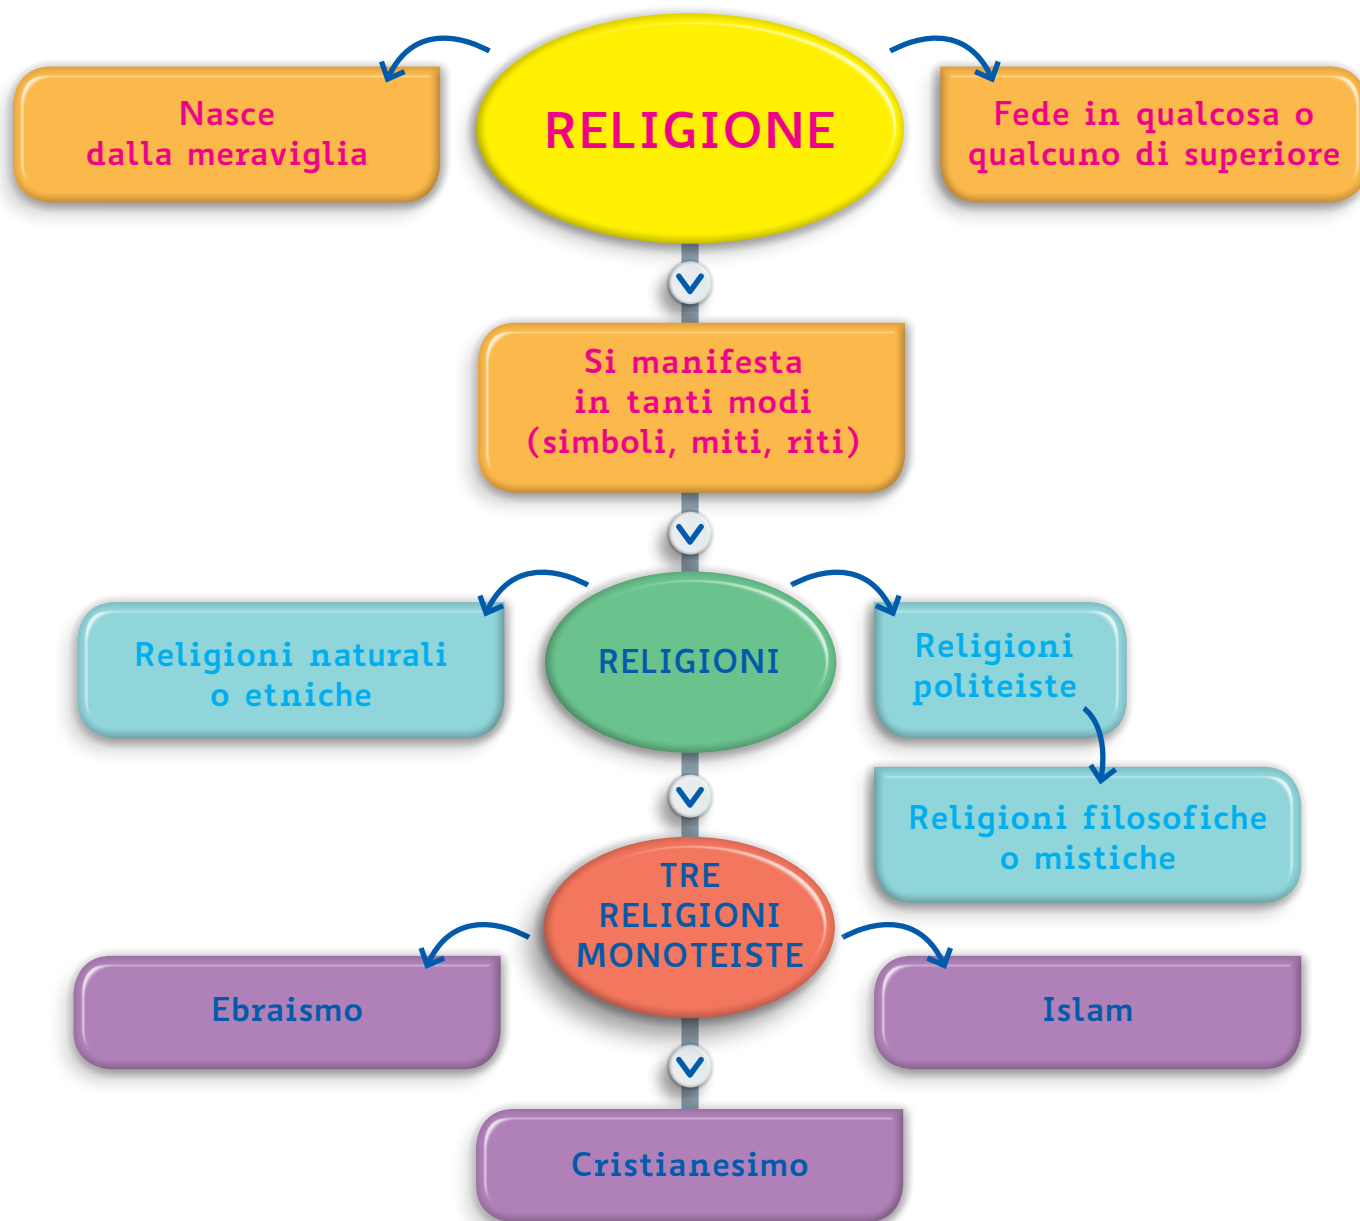 Nasce
dalla meraviglia
RELIGIONE
Fede in qualcosa o
qualcuno di superiore
Si manifesta
in tanti modi
(simboli, miti, riti)
Religioni naturali
o etniche
RELIGIONI
Religioni
politeiste
Religioni filosofiche
o mistiche
TRE
RELIGIONI
MONOTEISTE
Ebraismo
Islam
Cristianesimo